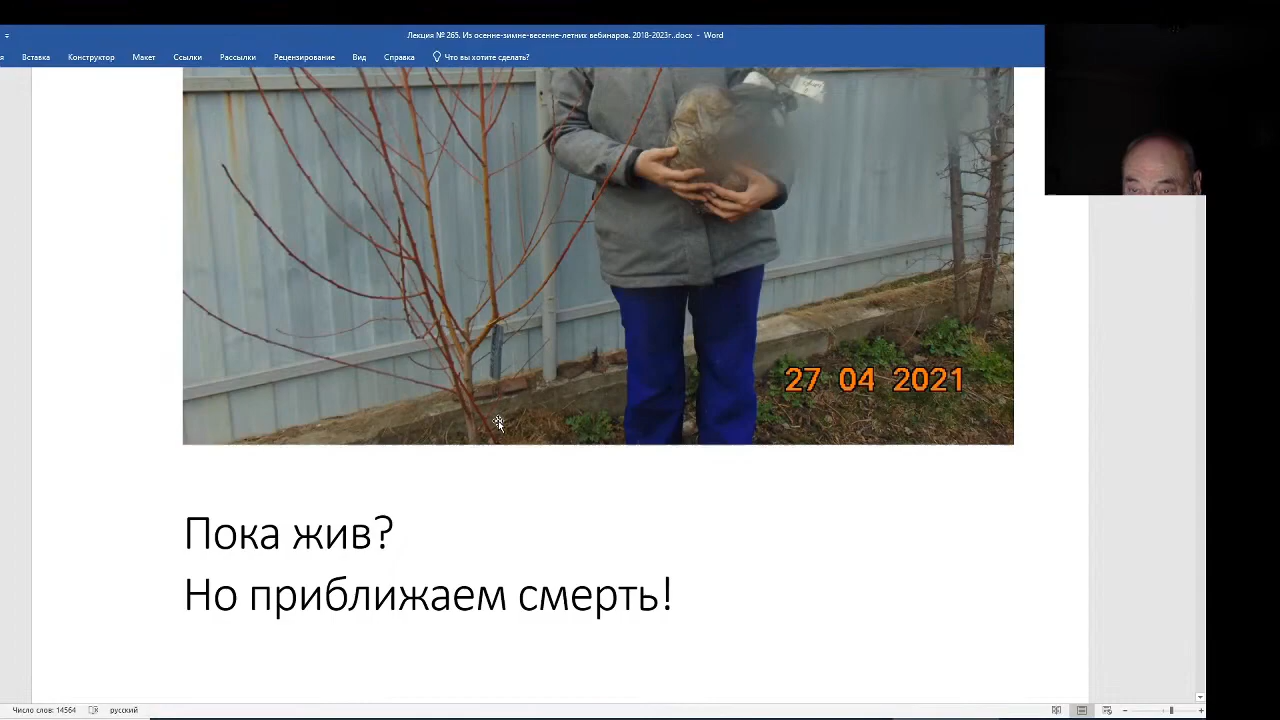 Лекция № 265. Из осенне-зимне-весенне-летних вебинаров. 2018-2023г..docx - Word
я Вставка Конструктор Макет Ссылки Рассылки Рецензирование Вид Справка Что вы хотите сделать?
27 04 2021
Пока жив?
Но приближаем смерть!
Число слов: 14564 русский